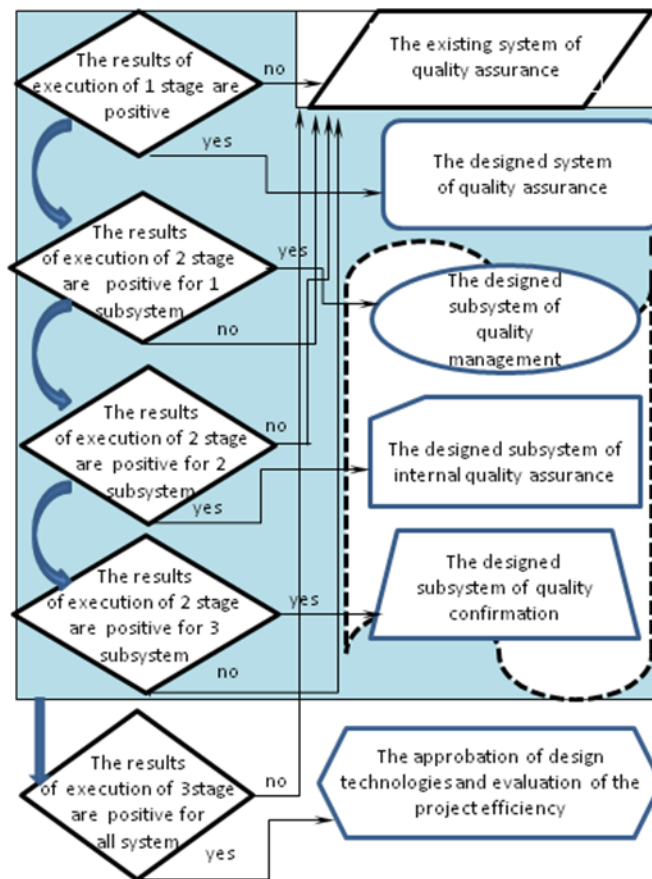 The results of
execution of 1 stage are
positive
no
The existing system of
quality assurance
yes
The designed system
of quality assurance
The results
of execution of 2 stage
are positive for 1
subsystem
yes
no
The designed
subsystem of
quality
management
The results
of execution of 2 stage
are positive for 2
subsystem
no
yes
The designed subsystem of
internal quality assurance
The results
of execution of 2 stage
are positive for 3
subsystem
yes
no
The designed
subsystem of quality
confirmation
The results
of execution of 3stage
are positive for
all system
no
yes
The approbation of design
technologies and evaluation of the
project efficiency